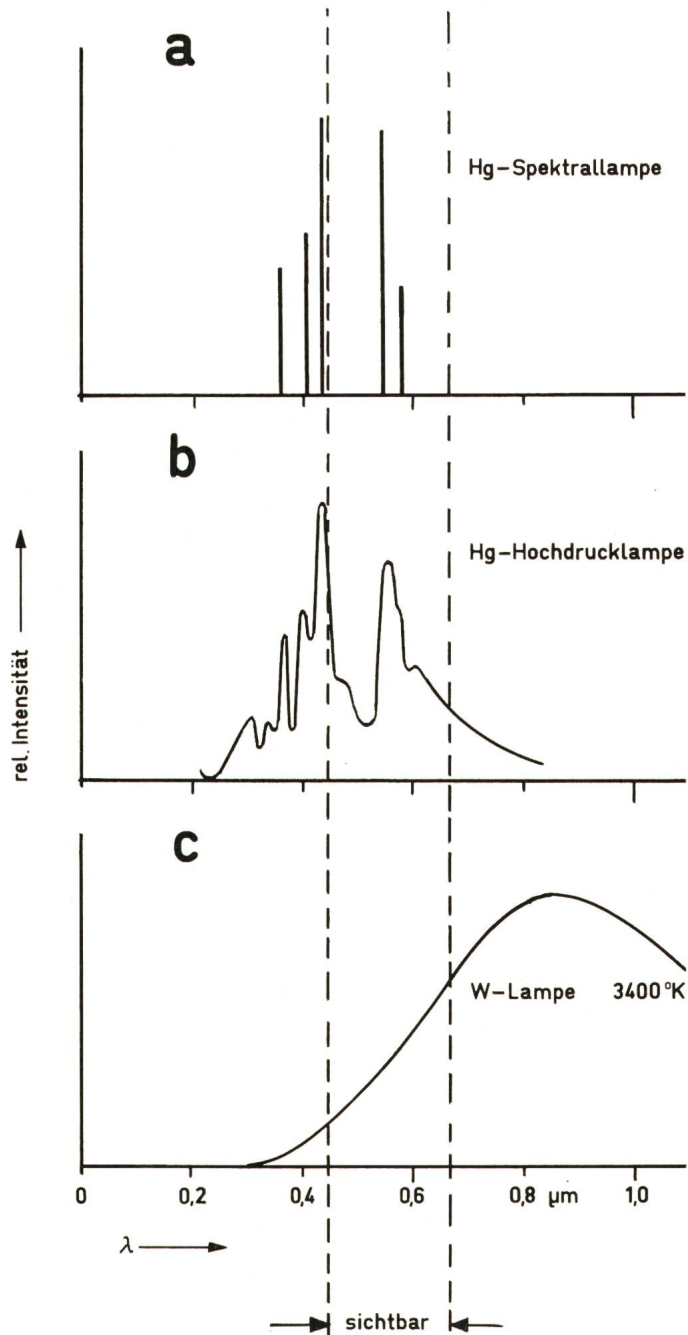 a
Hg-Spektrallampe
b
Hg-Hochdrucklampe
rel. Intensität
c
W-Lampe 3400 °K
0 0,2 0,4 0,6 0,8 µm 1,0
λ
sichtbar